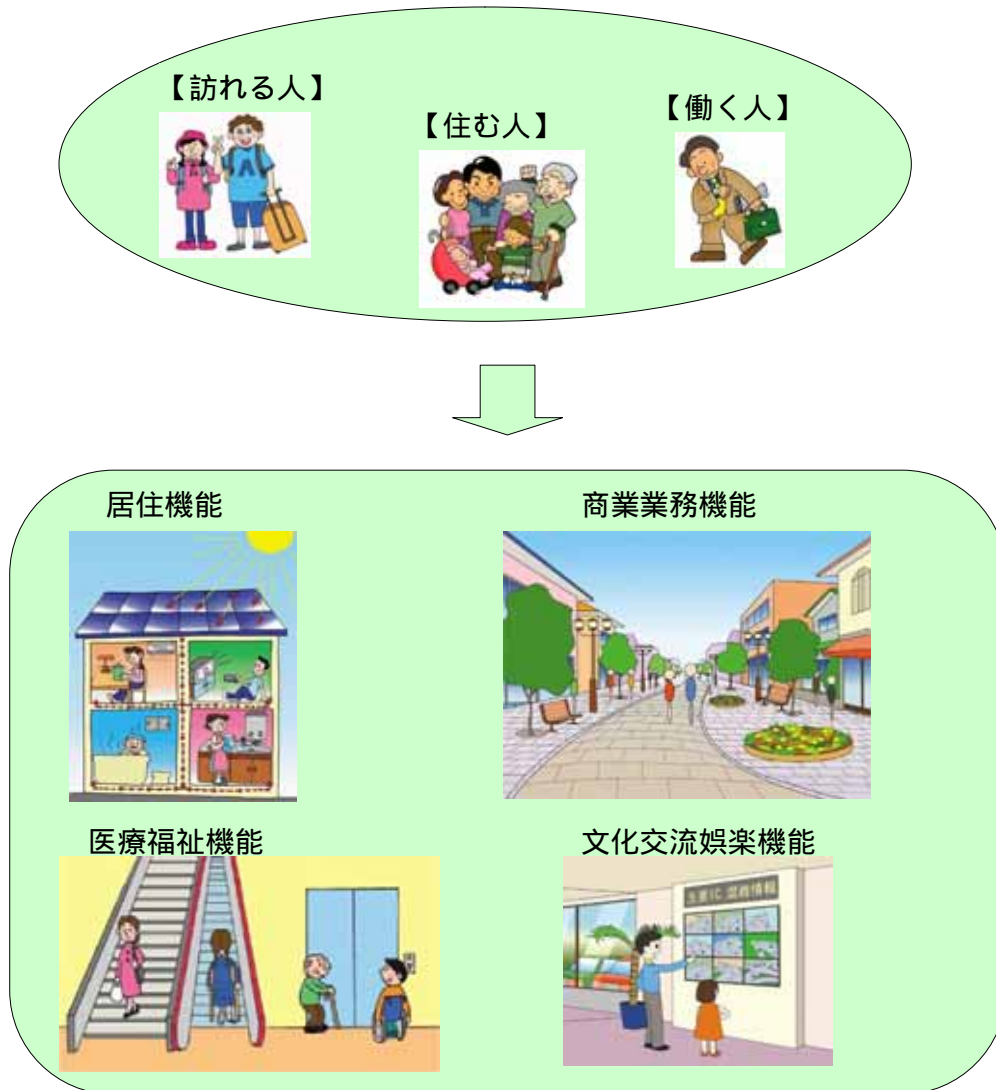 【訪れる人】
【住む人】
【働く人】
居住機能
商業業務機能
医療福祉機能
文化交流娯楽機能